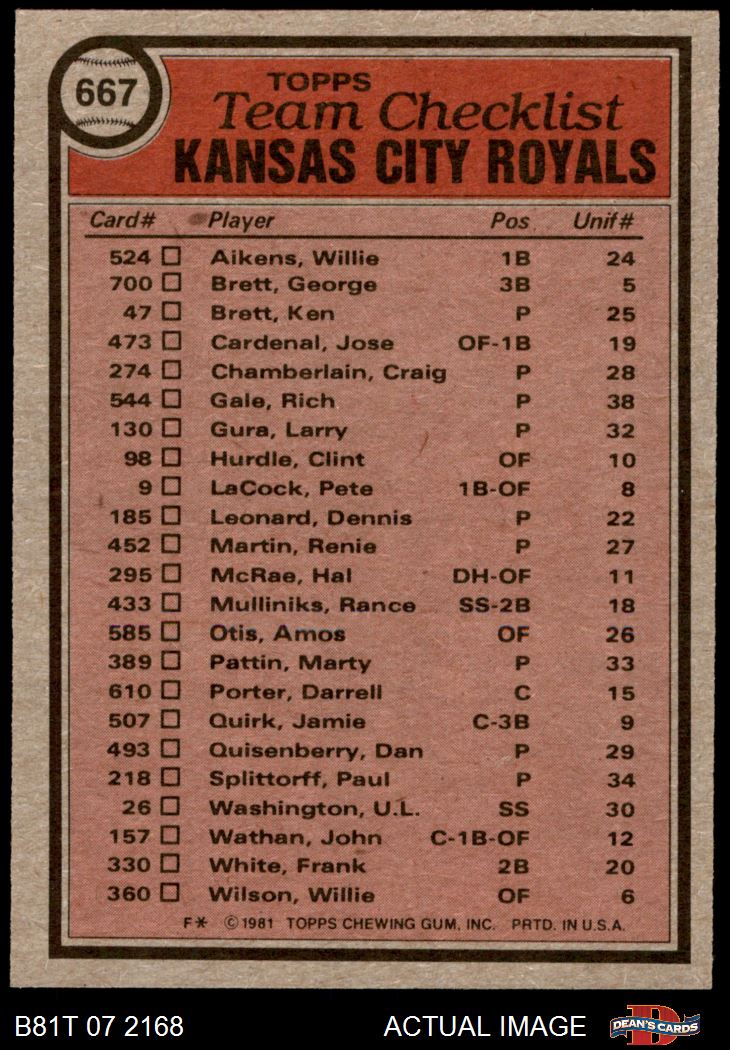 667
TOPPS
Team Checklist
KANSAS CITY ROYALS
Card# Player Pos Unif#
524 Aikens, Willie 1B 24
700 Brett, George 3B 5
47 Brett, Ken P 25
473 Cardenal, Jose OF-1B 19
274 Chamberlain, Craig P 28
544 Gale, Rich P 38
130 Gura, Larry P 32
98 Hurdle, Clint OF 10
9 LaCock, Pete 1B-OF 8
185 Leonard, Dennis P 22
452 Martin, Renie P 27
295 McRae, Hal DH-OF 11
433 Mulliniks, Rance SS-2B 18
585 Otis, Amos OF 26
389 Pattin, Marty P 33
610 Porter, Darrell C 15
507 Quirk, Jamie C-3B 9
493 Quisenberry, Dan P 29
218 Splittorff, Paul P 34
26 Washington, U.L. SS 30
157 Wathan, John C-1B-OF 12
330 White, Frank 2B 20
360 Wilson, Willie OF 6
F* ©1981 TOPPS CHEWING GUM, INC. PRTD. IN U.S.A.
B81T 07 2168 ACTUAL IMAGE DEAN'S CARDS